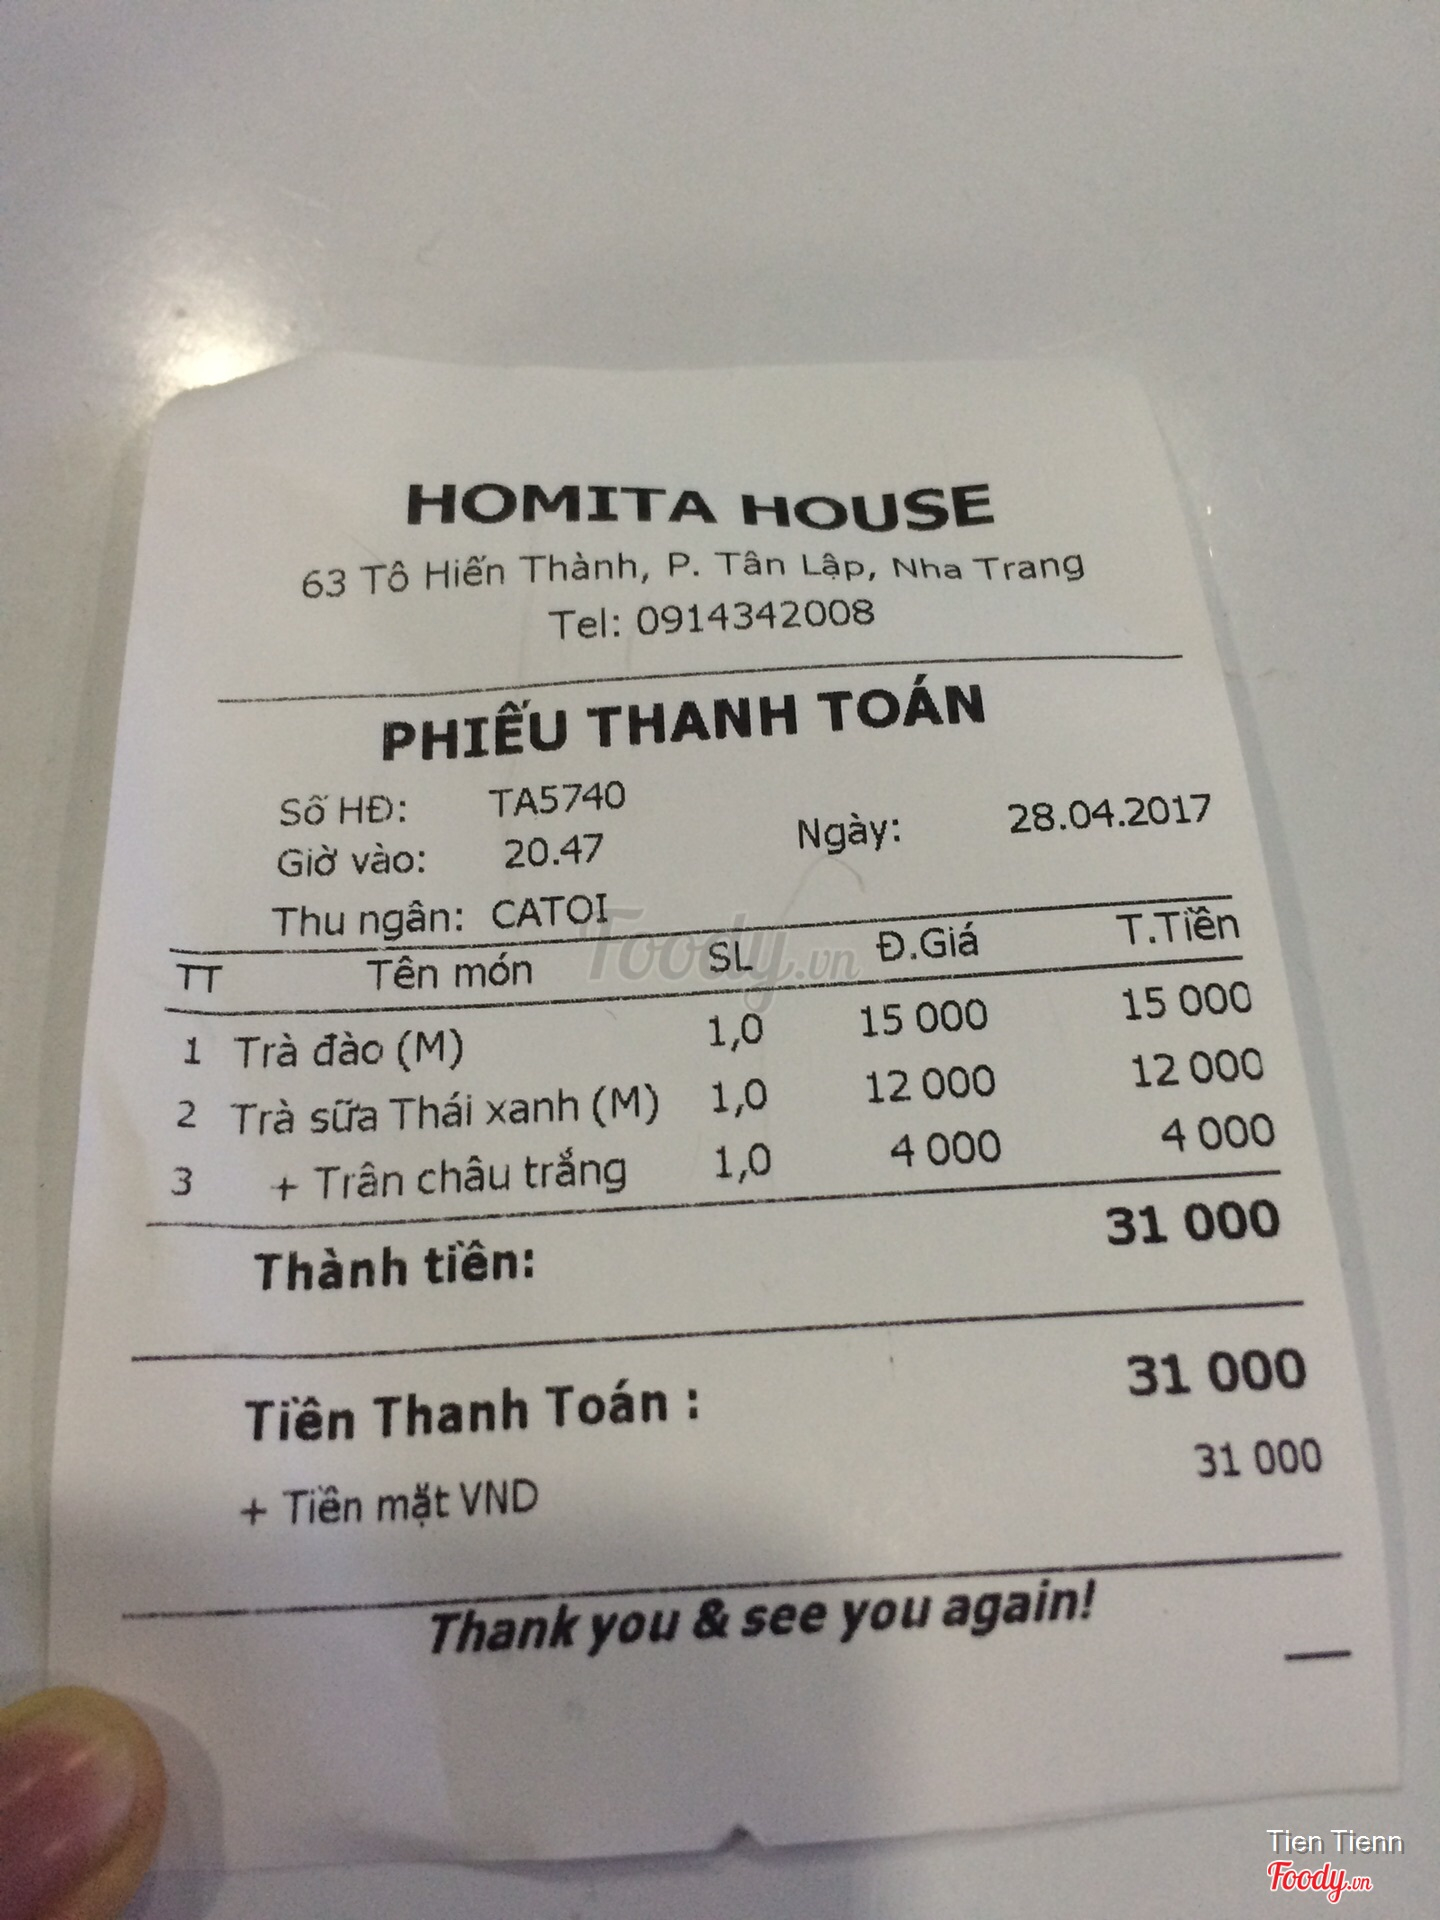 HOMITA HOUSE
63 Tô Hiến Thành, P. Tân Lập, Nha Trang
Tel: 0914342008
PHIẾU THANH TOÁN
Số HĐ: TA5740
Giờ vào: 20.47 Ngày: 28.04.2017
Thu ngân: CATOI
TT Tên món SL Đ.Giá T.Tiền
1 Trà đào (M) 1,0 15 000 15 000
2 Trà sữa Thái xanh (M) 1,0 12 000 12 000
3 + Trân châu trắng 1,0 4 000 4 000
Thành tiền: 31 000
Tiền Thanh Toán : 31 000
+ Tiền mặt VND 31 000
Thank you & see you again!
Foody.vn
Tien Tienn
Foody.vn